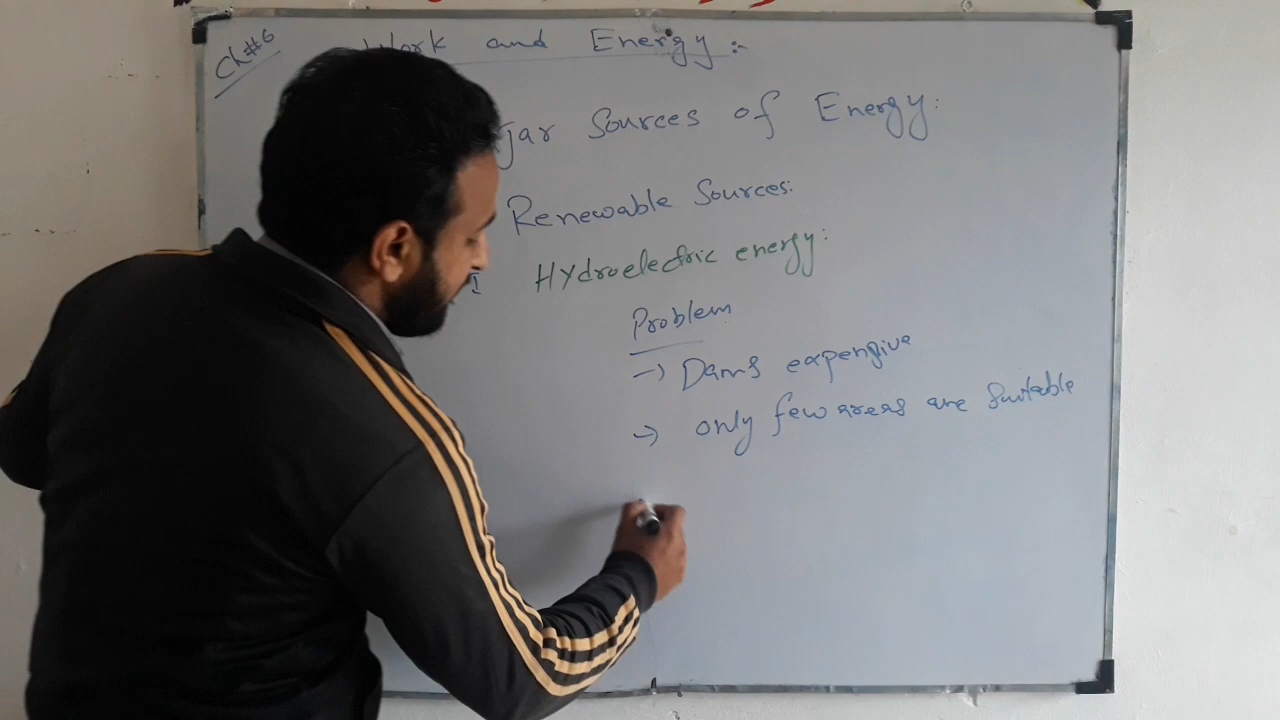 Ch#6
Work and Energy :-
jar Sources of Energy:
Renewable Sources:
I Hydroelectric energy:
Problem
→ Dams expensive
→ only few areas are Suitable